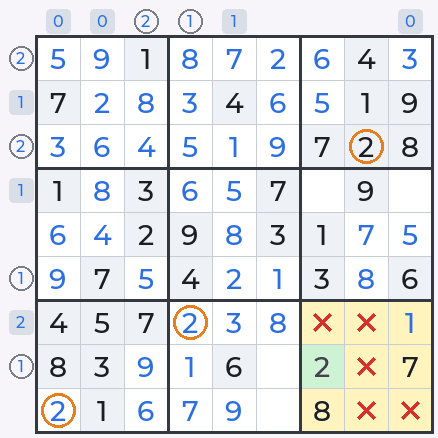 0 0 2 1 1 0
2 5 9 1 8 7 2 6 4 3
1 7 2 8 3 4 6 5 1 9
2 3 6 4 5 1 9 7 2 8
1 1 8 3 6 5 7 9
6 4 2 9 8 3 1 7 5
1 9 7 5 4 2 1 3 8 6
2 4 5 7 2 3 8 1
1 8 3 9 1 6 2 7
2 1 6 7 9 8